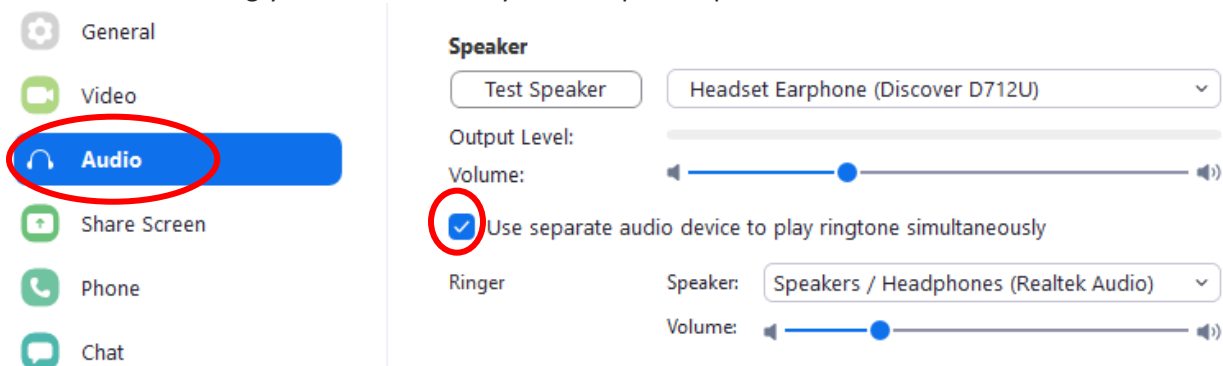 General
Video
Audio
Share Screen
Phone
Chat
Speaker
Test Speaker
Headset Earphone (Discover D712U)
Output Level:
Volume:
Use separate audio device to play ringtone simultaneously
Ringer
Speaker:
Speakers / Headphones (Realtek Audio)
Volume: